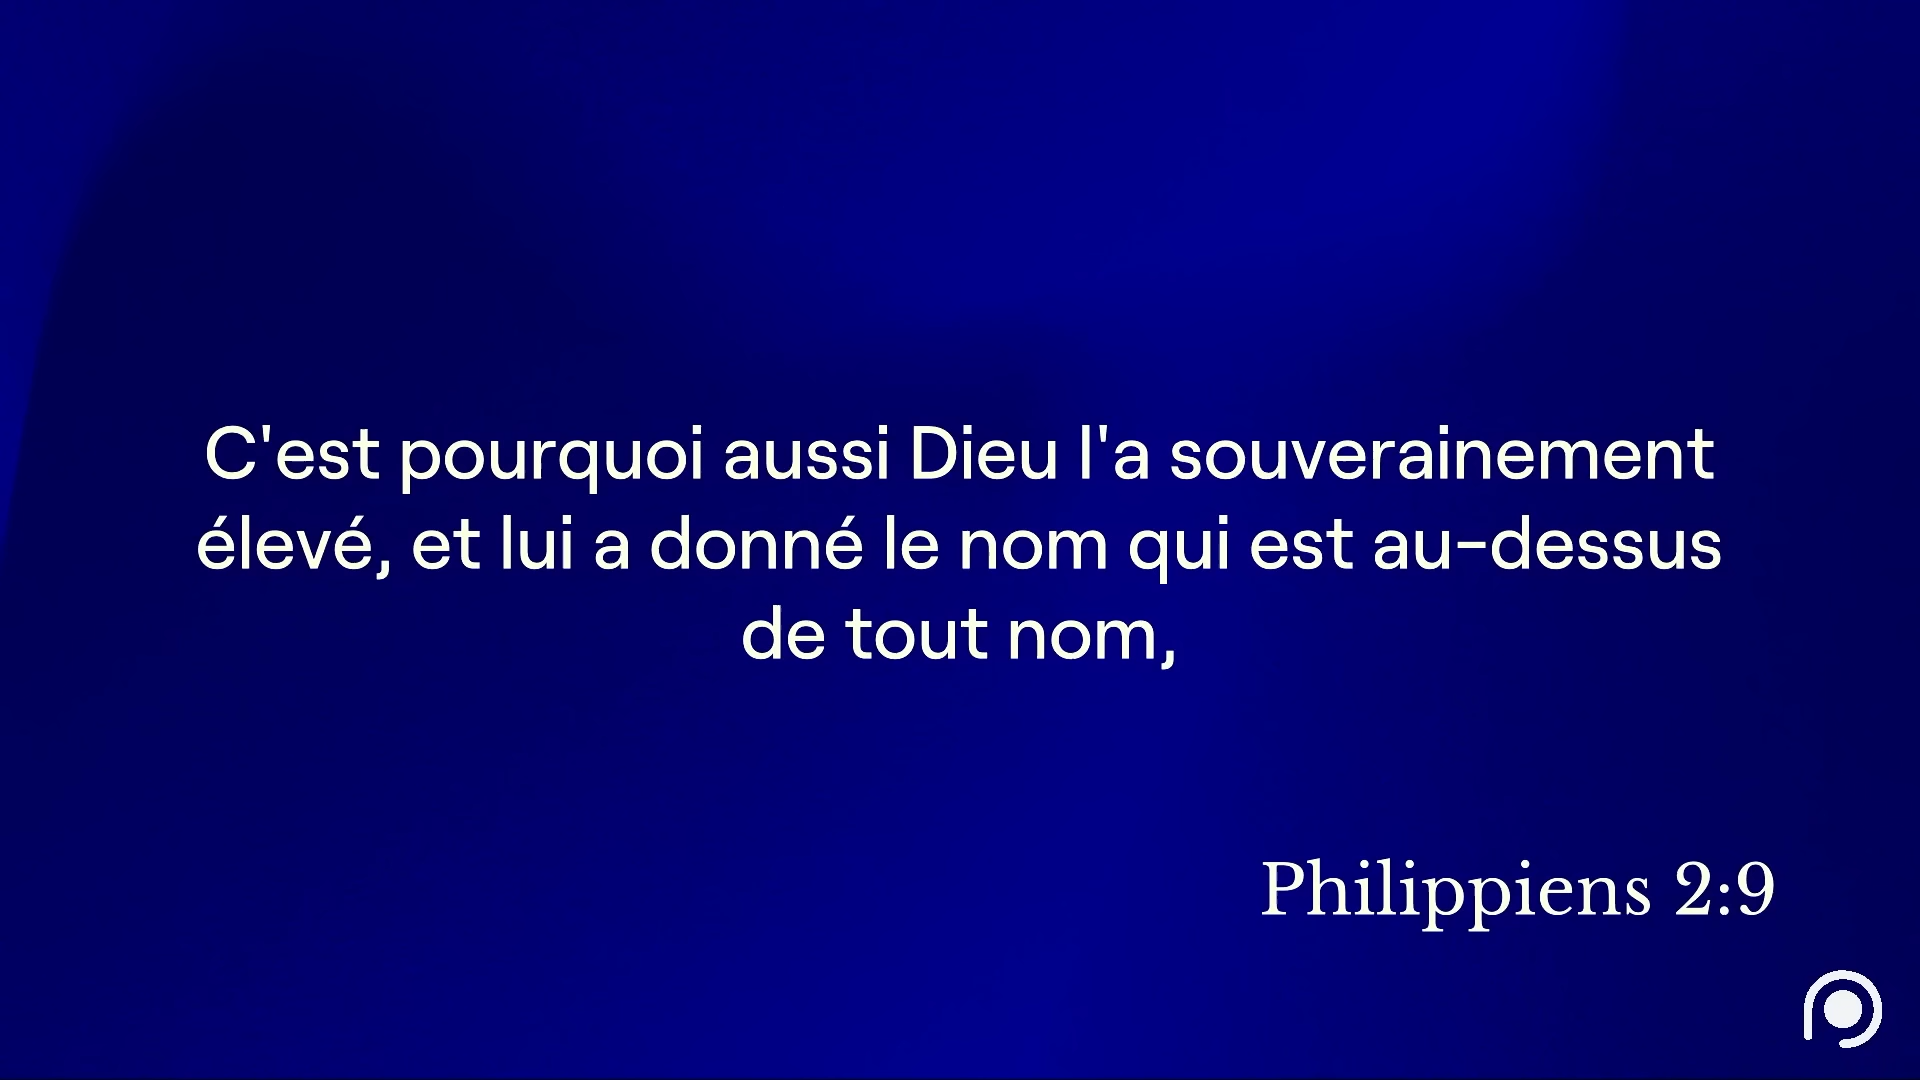 C'est pourquoi aussi Dieu l'a souverainement
élevé, et lui a donné le nom qui est au-dessus
de tout nom,
Philippiens 2:9